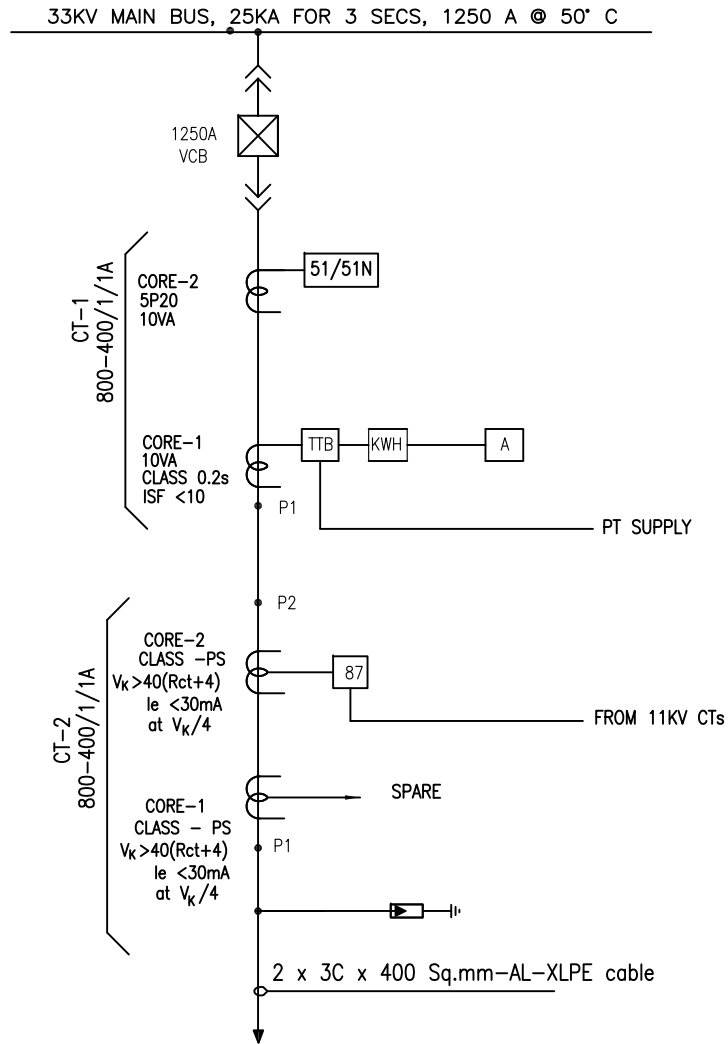 33KV MAIN BUS, 25KA FOR 3 SECS, 1250 A @ 50° C
1250A
VCB
CT-1
800-400/1/1A
CORE-2
5P20
10VA
51/51N
CORE-1
10VA
CLASS 0.2s
ISF <10
TTB
KWH
A
P1
PT SUPPLY
P2
CT-2
800-400/1/1A
CORE-2
CLASS -PS
VK>40(Rct+4)
Ie <30mA
at VK/4
87
FROM 11KV CTs
SPARE
CORE-1
CLASS - PS
VK>40(Rct+4)
Ie <30mA
at VK/4
P1
2 x 3C x 400 Sq.mm-AL-XLPE cable